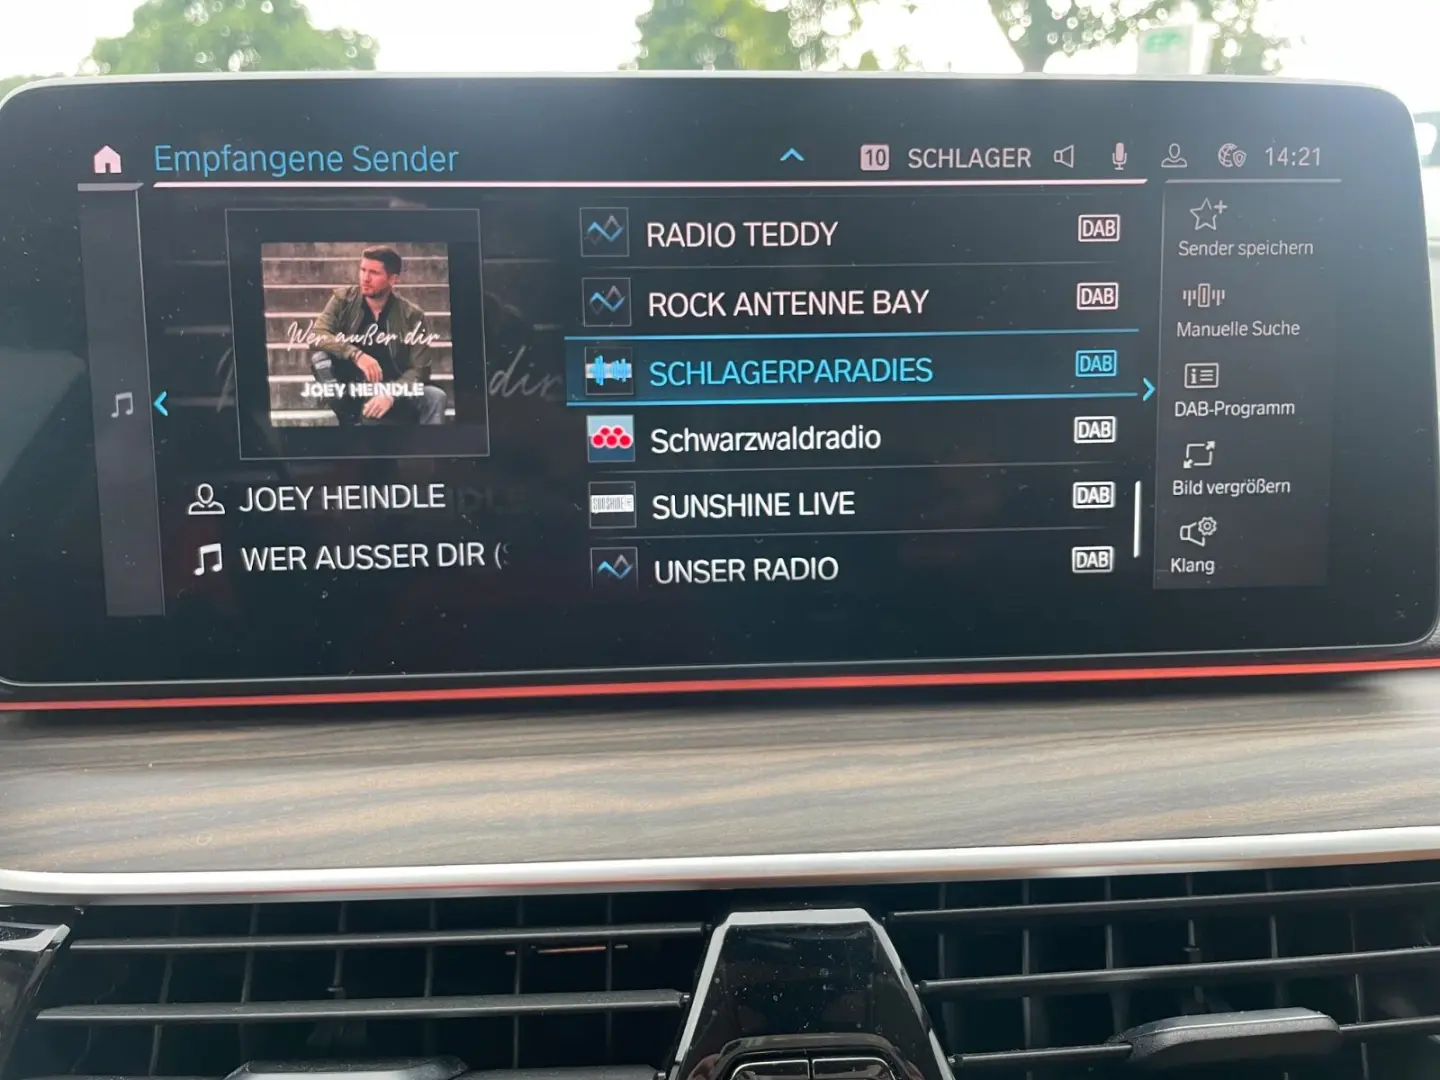 Empfangene Sender
10 SCHLAGER 14:21
Wer außer dir
JOEY HEINDLE
JOEY HEINDLE
WER AUSSER DIR (
RADIO TEDDY DAB
ROCK ANTENNE BAY DAB
SCHLAGERPARADIES DAB
Schwarzwaldradio DAB
SUNSHINE
SUNSHINE LIVE DAB
UNSER RADIO DAB
Sender speichern
Manuelle Suche
DAB-Programm
Bild vergrößern
Klang